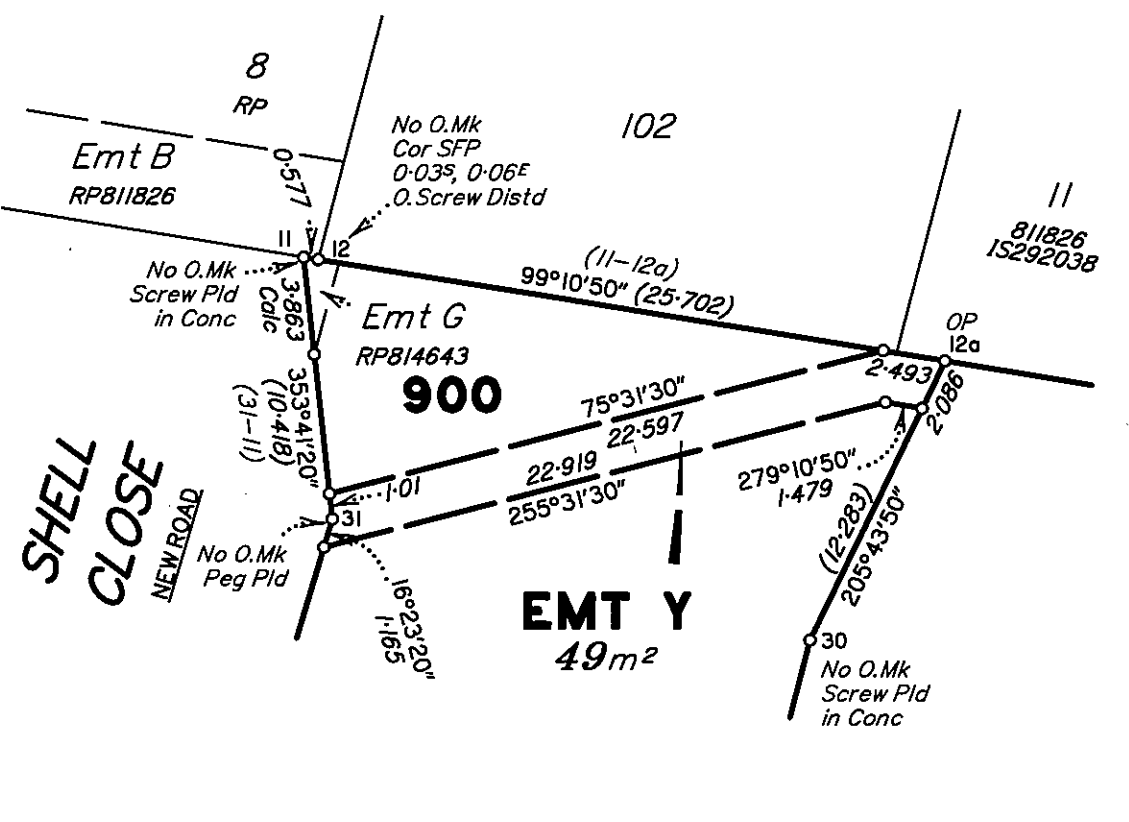 8
RP
Emt B
RP811826
0·577
No O.Mk
Cor SFP
0·03ˢ, 0·06ᴱ
O.Screw Distd
102
11
811826
IS292038
11
12
No O.Mk
Screw Pld
in Conc
3·863
Calc
Emt G
RP814643
900
(11-12a)
99°10'50" (25·702)
OP
12a
2·493
2·086
353°41'20"
(10·418)
(31-11)
75°31'30"
22·597
22·919
255°31'30"
279°10'50"
1·479
(12·283)
205°43'50"
1·01
31
No O.Mk
Peg Pld
16°23'20"
1·165
SHELL
CLOSE
NEW ROAD
EMT Y
49m²
30
No O.Mk
Screw Pld
in Conc